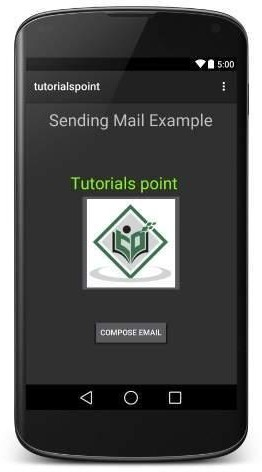 5:00
tutorialspoint
Sending Mail Example
Tutorials point
COMPOSE EMAIL